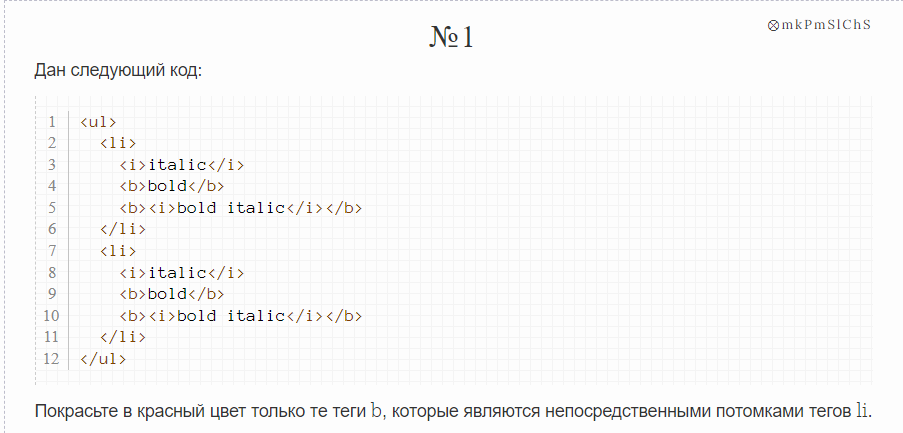 №1
⊗mkPmSlChS
Дан следующий код:
1 <ul>
2 <li>
3 <i>italic</i>
4 <b>bold</b>
5 <b><i>bold italic</i></b>
6 </li>
7 <li>
8 <i>italic</i>
9 <b>bold</b>
10 <b><i>bold italic</i></b>
11 </li>
12 </ul>
Покрасьте в красный цвет только те теги b, которые являются непосредственными потомками тегов li.